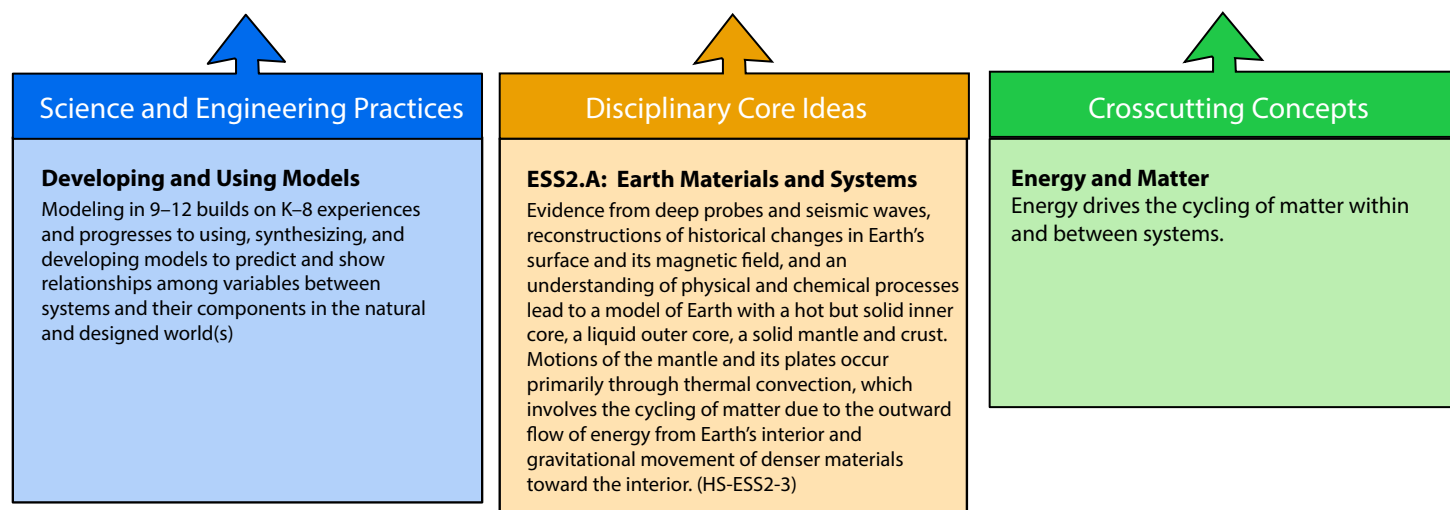 Science and Engineering Practices
Developing and Using Models
Modeling in 9–12 builds on K–8 experiences
and progresses to using, synthesizing, and
developing models to predict and show
relationships among variables between
systems and their components in the natural
and designed world(s)
Disciplinary Core Ideas
ESS2.A: Earth Materials and Systems
Evidence from deep probes and seismic waves,
reconstructions of historical changes in Earth’s
surface and its magnetic field, and an
understanding of physical and chemical processes
lead to a model of Earth with a hot but solid inner
core, a liquid outer core, a solid mantle and crust.
Motions of the mantle and its plates occur
primarily through thermal convection, which
involves the cycling of matter due to the outward
flow of energy from Earth’s interior and
gravitational movement of denser materials
toward the interior. (HS-ESS2-3)
Crosscutting Concepts
Energy and Matter
Energy drives the cycling of matter within
and between systems.